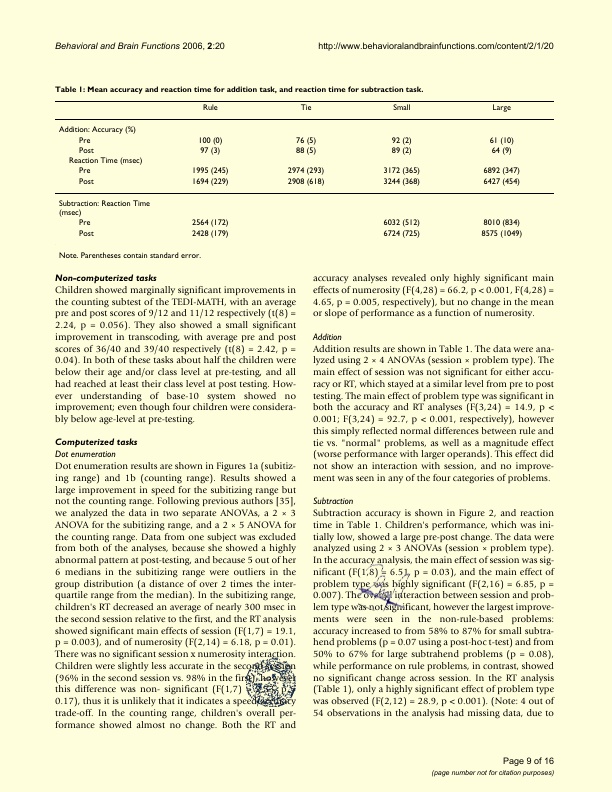 Behavioral and Brain Functions 2006, 2:20
http://www.behavioralandbrainfunctions.com/content/2/1/20
Table 1: Mean accuracy and reaction time for addition task, and reaction time for subtraction task.
Rule Tie Small Large
Addition: Accuracy (%)
Pre 100 (0) 76 (5) 92 (2) 61 (10)
Post 97 (3) 88 (5) 89 (2) 64 (9)
Reaction Time (msec)
Pre 1995 (245) 2974 (293) 3172 (365) 6892 (347)
Post 1694 (229) 2908 (618) 3244 (368) 6427 (454)
Subtraction: Reaction Time
(msec)
Pre 2564 (172) 6032 (512) 8010 (834)
Post 2428 (179) 6724 (725) 8575 (1049)
Note. Parentheses contain standard error.
Non-computerized tasks
Children showed marginally significant improvements in
the counting subtest of the TEDI-MATH, with an average
pre and post scores of 9/12 and 11/12 respectively (t(8) =
2.24, p = 0.056). They also showed a small significant
improvement in transcoding, with average pre and post
scores of 36/40 and 39/40 respectively (t(8) = 2.42, p =
0.04). In both of these tasks about half the children were
below their age and/or class level at pre-testing, and all
had reached at least their class level at post testing. How-
ever understanding of base-10 system showed no
improvement; even though four children were considera-
bly below age-level at pre-testing.
Computerized tasks
Dot enumeration
Dot enumeration results are shown in Figures 1a (subitiz-
ing range) and 1b (counting range). Results showed a
large improvement in speed for the subitizing range but
not the counting range. Following previous authors [35],
we analyzed the data in two separate ANOVAs, a 2 × 3
ANOVA for the subitizing range, and a 2 × 5 ANOVA for
the counting range. Data from one subject was excluded
from both of the analyses, because she showed a highly
abnormal pattern at post-testing, and because 5 out of her
6 medians in the subitizing range were outliers in the
group distribution (a distance of over 2 times the inter-
quartile range from the median). In the subitizing range,
children's RT decreased an average of nearly 300 msec in
the second session relative to the first, and the RT analysis
showed significant main effects of session (F(1,7) = 19.1,
p = 0.003), and of numerosity (F(2,14) = 6.18, p = 0.01).
There was no significant session x numerosity interaction.
Children were slightly less accurate in the second session
(96% in the second session vs. 98% in the first), however
this difference was non- significant (F(1,7)
0.17), thus it is unlikely that it indicates a speed-accuracy
trade-off. In the counting range, children's overall per-
formance showed almost no change. Both the RT and
accuracy analyses revealed only highly significant main
effects of numerosity (F(4,28) = 66.2, p < 0.001, F(4,28) =
4.65, p = 0.005, respectively), but no change in the mean
or slope of performance as a function of numerosity.
Addition
Addition results are shown in Table 1. The data were ana-
lyzed using 2 × 4 ANOVAs (session × problem type). The
main effect of session was not significant for either accu-
racy or RT, which stayed at a similar level from pre to post
testing. The main effect of problem type was significant in
both the accuracy and RT analyses (F(3,24) = 14.9, p <
0.001; F(3,24) = 92.7, p < 0.001, respectively), however
this simply reflected normal differences between rule and
tie vs. "normal" problems, as well as a magnitude effect
(worse performance with larger operands). This effect did
not show an interaction with session, and no improve-
ment was seen in any of the four categories of problems.
Subtraction
Subtraction accuracy is shown in Figure 2, and reaction
time in Table 1. Children's performance, which was ini-
tially low, showed a large pre-post change. The data were
analyzed using 2 × 3 ANOVAs (session × problem type).
In the accuracy analysis, the main effect of session was sig-
nificant (F(1,8) = 6.51, p = 0.03), and the main effect of
problem type was highly significant (F(2,16) = 6.85, p =
0.007). The overall interaction between session and prob-
lem type was not significant, however the largest improve-
ments were seen in the non-rule-based problems:
accuracy increased to from 58% to 87% for small subtra-
hend problems (p = 0.07 using a post-hoc t-test) and from
50% to 67% for large subtrahend problems (p = 0.08),
while performance on rule problems, in contrast, showed
no significant change across session. In the RT analysis
(Table 1), only a highly significant effect of problem type
was observed (F(2,12) = 28.9, p < 0.001). (Note: 4 out of
54 observations in the analysis had missing data, due to
Page 9 of 16
(page number not for citation purposes)